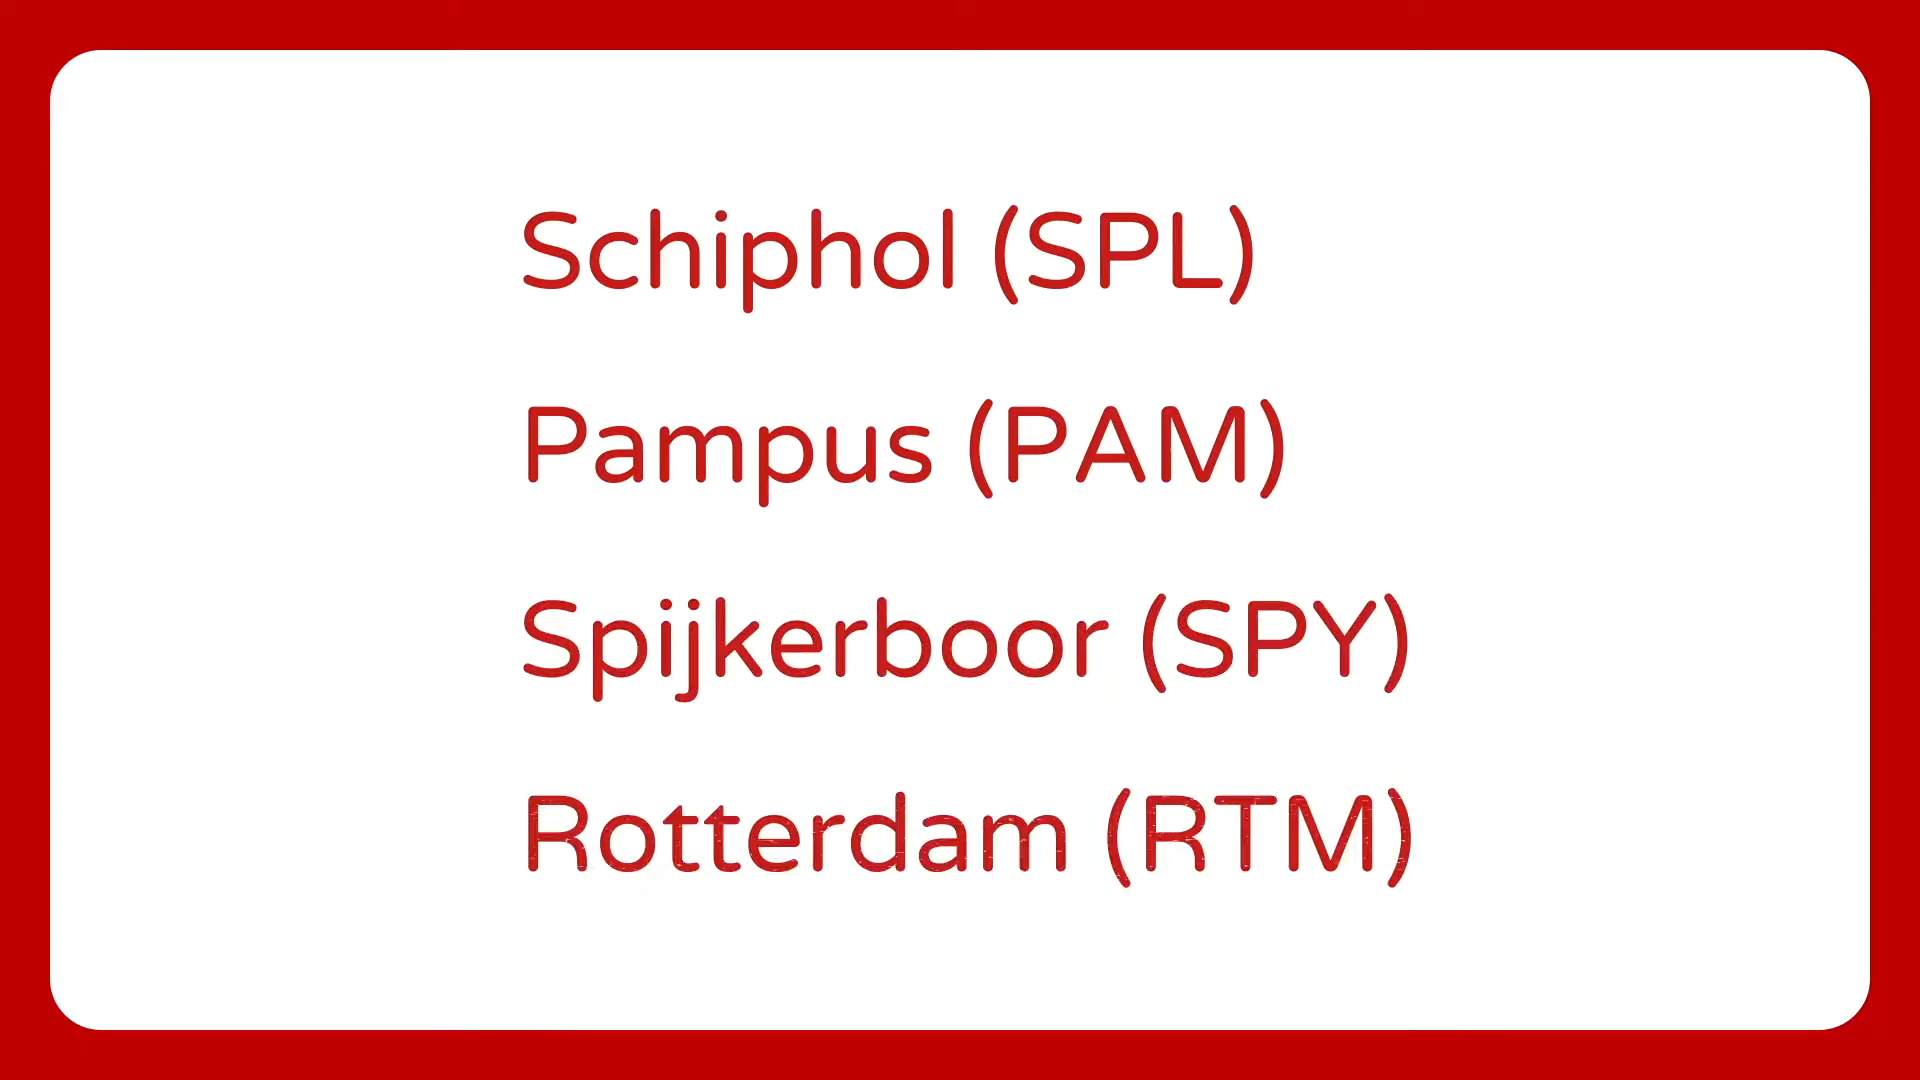 Schiphol (SPL)
Pampus (PAM)
Spijkerboor (SPY)
Rotterdam (RTM)